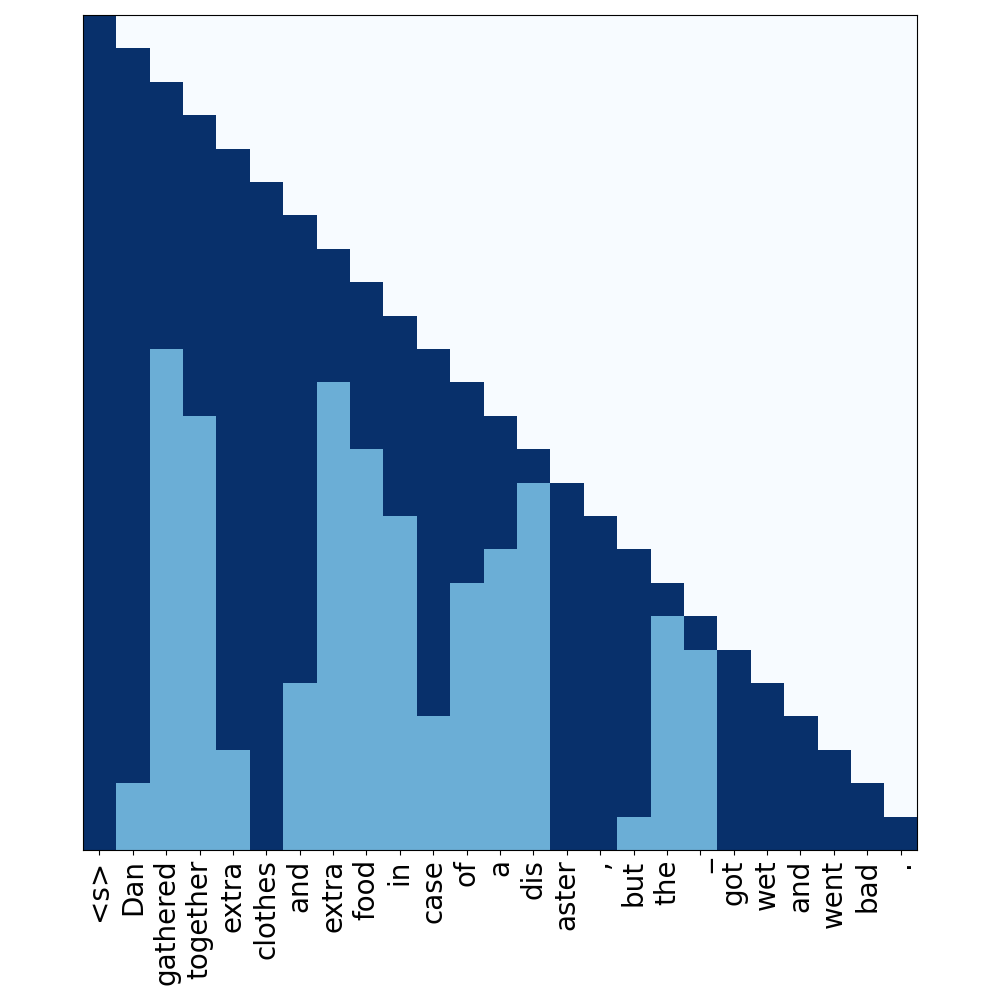 <s>
Dan
gathered
together
extra
clothes
and
extra
food
in
case
of
a
dis
aster
,
but
the
_
got
wet
and
went
bad
.